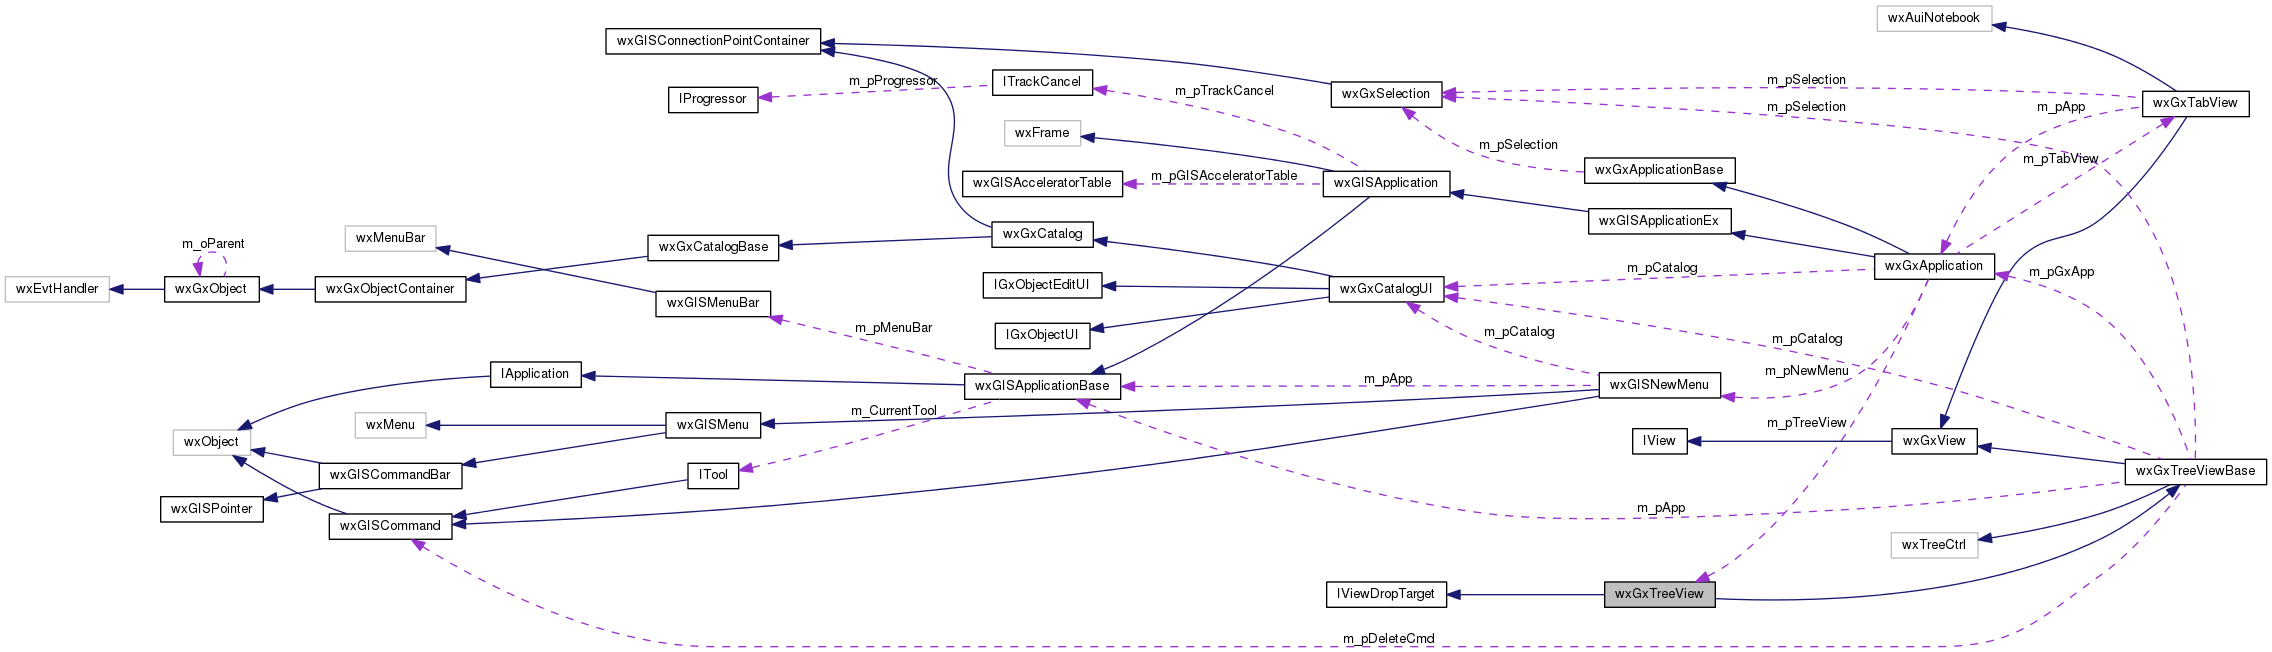 wxAuiNotebook
wxGISConnectionPointContainer
m_pProgressor
ITrackCancel
m_pSelection
IProgressor
m_pTrackCancel
wxGxSelection
m_pSelection
m_pApp
wxGxTabView
wxFrame
m_pSelection
m_pTabView
wxGISAcceleratorTable
m_pGISAcceleratorTable
wxGISApplication
wxGxApplicationBase
wxGISApplicationEx
wxMenuBar
m_oParent
wxGxCatalogBase
wxGxCatalog
m_pCatalog
wxGxApplication
m_pGxApp
wxEvtHandler
wxGxObject
wxGxObjectContainer
wxGISMenuBar
IGxObjectEditUI
wxGxCatalogUI
m_pMenuBar
IGxObjectUI
m_pCatalog
m_pCatalog
IApplication
wxGISApplicationBase
m_pApp
wxGISNewMenu
m_pNewMenu
wxMenu
wxGISMenu
m_CurrentTool
m_pTreeView
wxObject
IView
wxGxView
wxGISCommandBar
ITool
wxGxTreeViewBase
wxGISPointer
wxGISCommand
m_pApp
wxTreeCtrl
IViewDropTarget
wxGxTreeView
m_pDeleteCmd